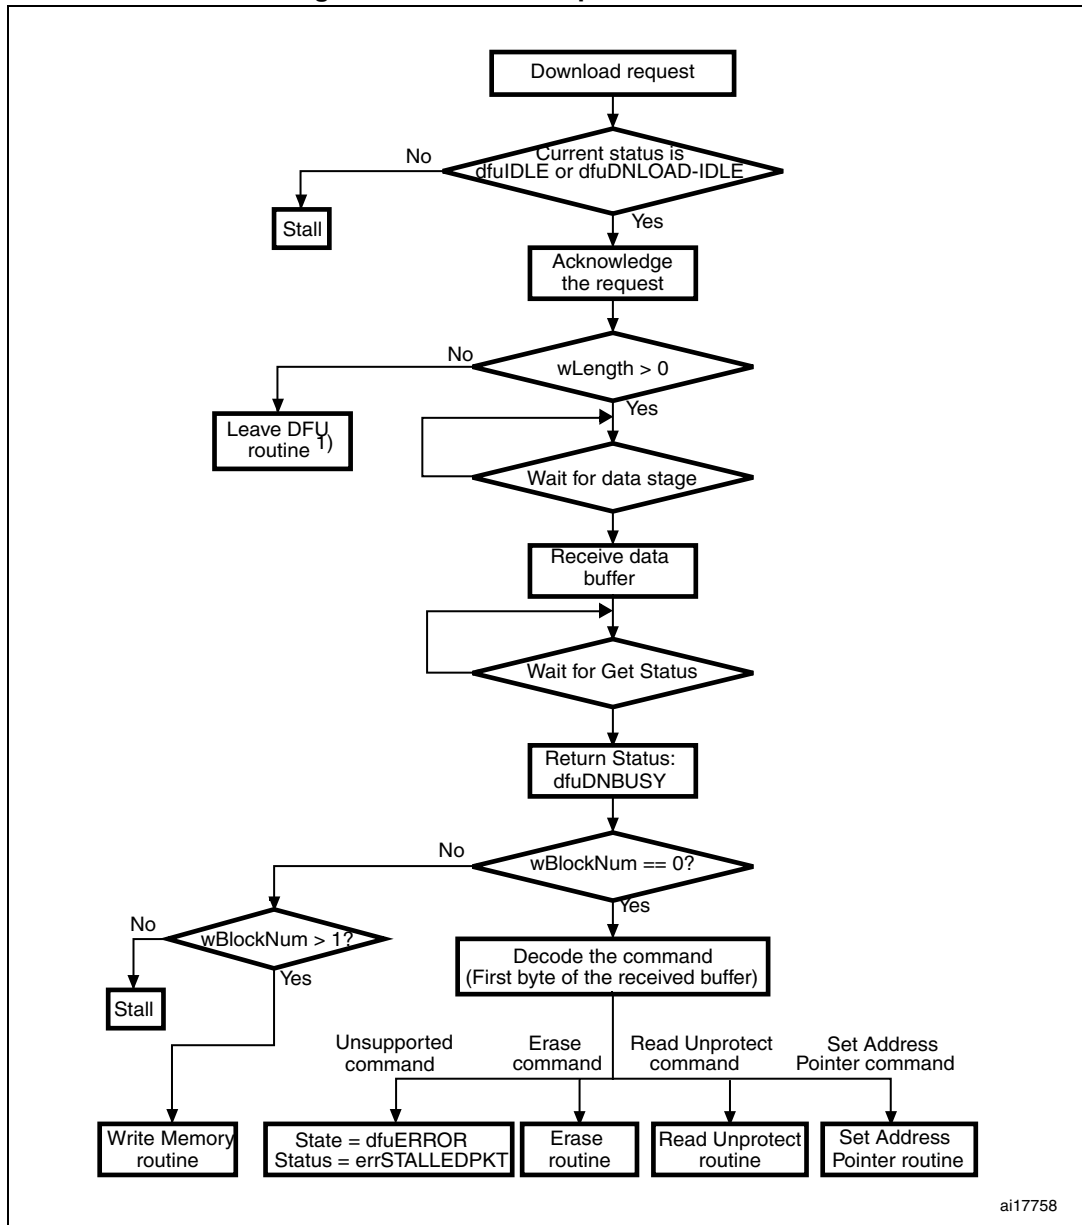 Download request
Current status is
dfuIDLE or dfuDNLOAD-IDLE
No
Stall
Yes
Acknowledge
the request
No
wLength > 0
Yes
Leave DFU
routine 1)
Wait for data stage
Receive data
buffer
Wait for Get Status
Return Status:
dfuDNBUSY
No
wBlockNum == 0?
Yes
No
wBlockNum > 1?
Yes
Stall
Decode the command
(First byte of the received buffer)
Unsupported
command
Erase
command
Read Unprotect
command
Set Address
Pointer command
Write Memory
routine
State = dfuERROR
Status = errSTALLEDPKT
Erase
routine
Read Unprotect
routine
Set Address
Pointer routine
ai17758